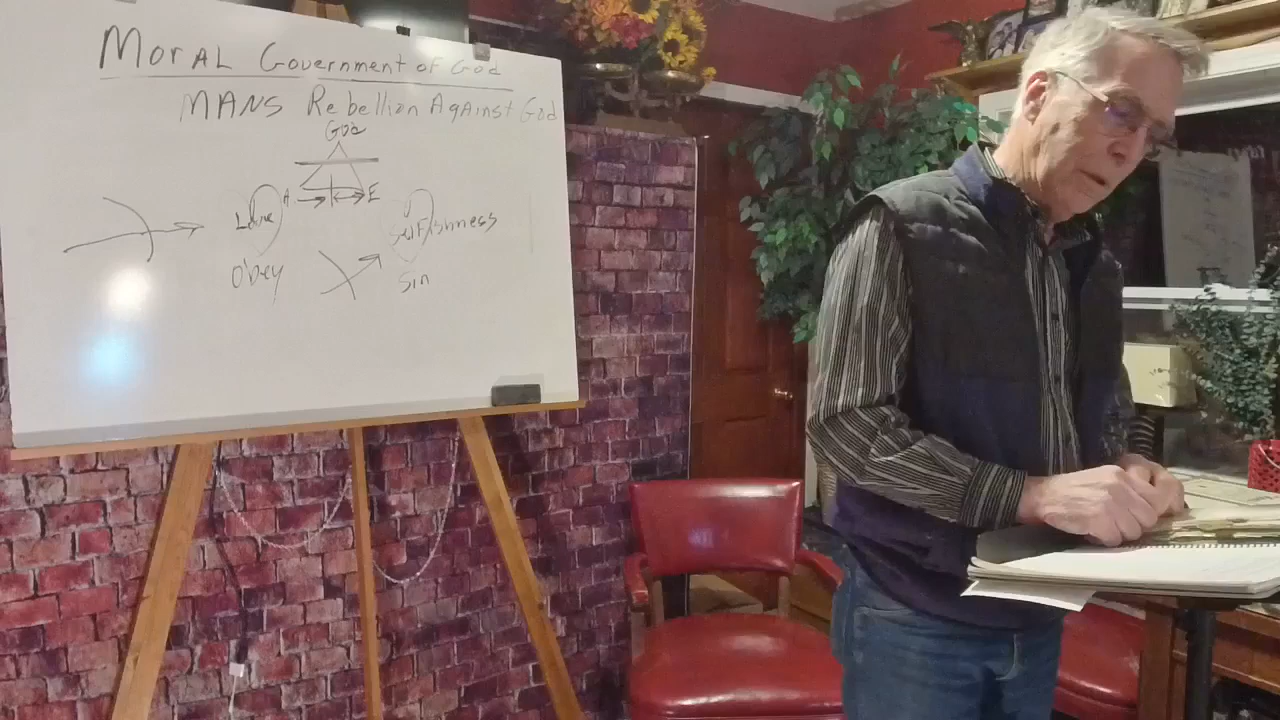 Moral Government of God
MANS Rebellion Against God
God
A E
Love Selfishness
Obey Sin